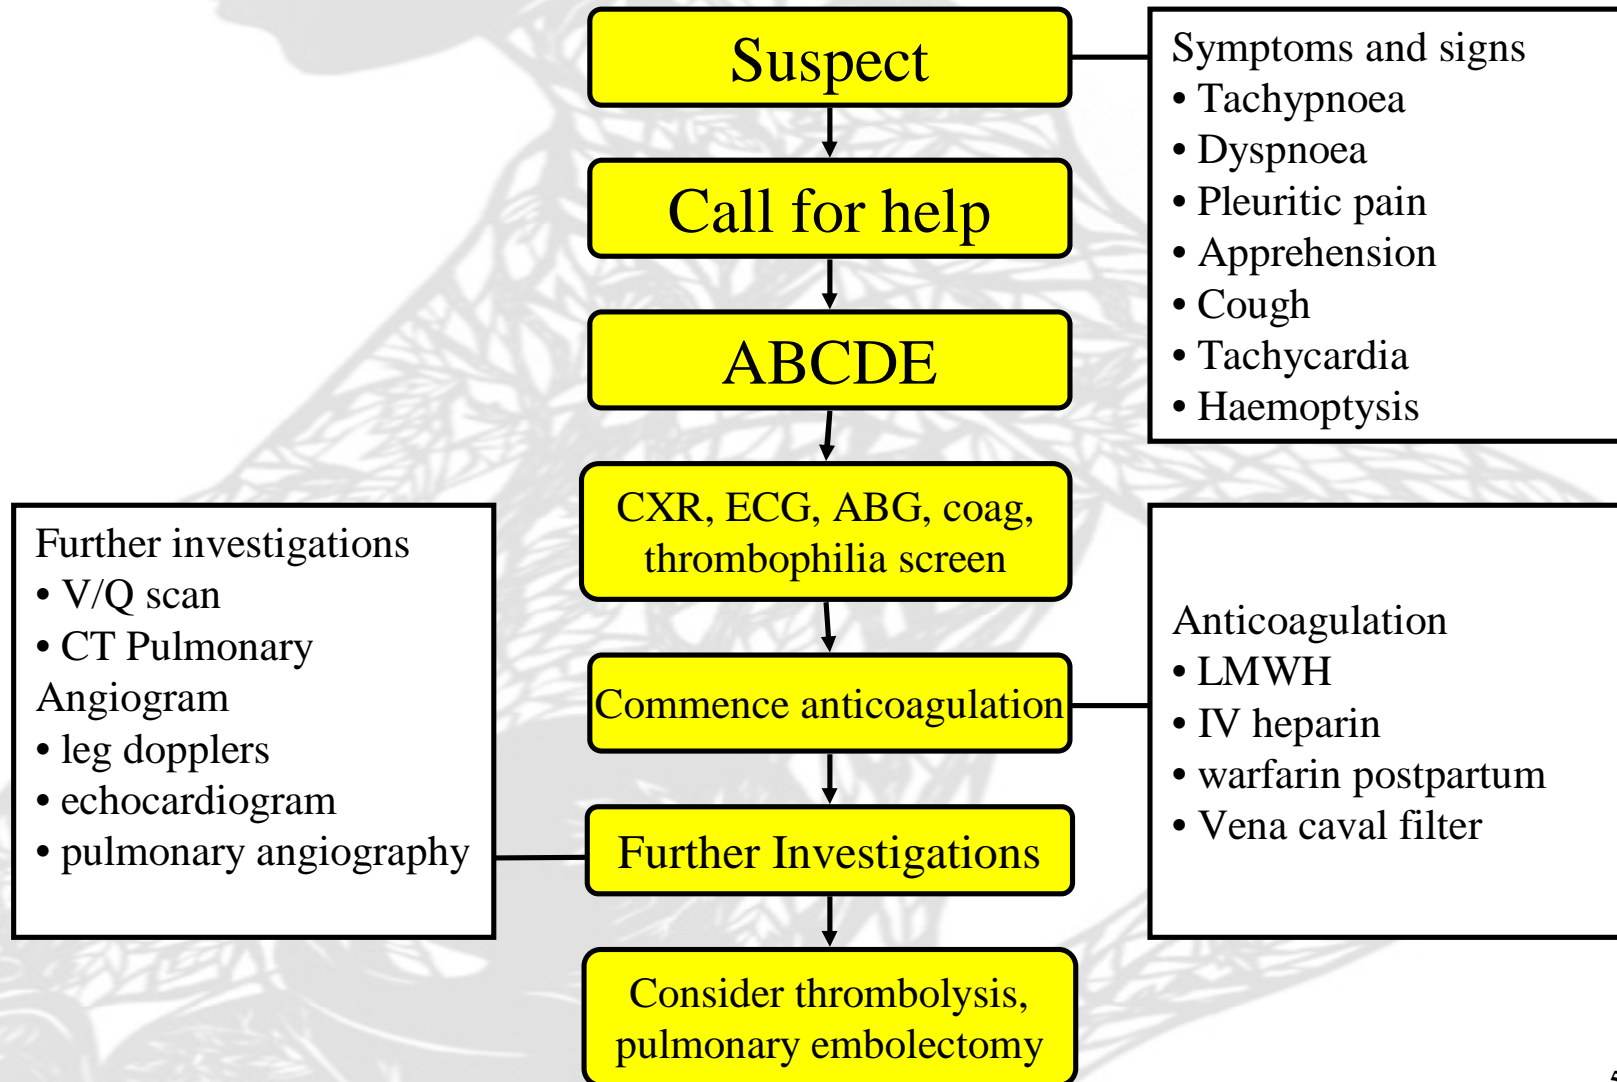 Suspect
Symptoms and signs
• Tachypnoea
• Dyspnoea
• Pleuritic pain
• Apprehension
• Cough
• Tachycardia
• Haemoptysis
Call for help
ABCDE
CXR, ECG, ABG, coag,
thrombophilia screen
Commence anticoagulation
Anticoagulation
• LMWH
• IV heparin
• warfarin postpartum
• Vena caval filter
Further Investigations
Further investigations
• V/Q scan
• CT Pulmonary
Angiogram
• leg dopplers
• echocardiogram
• pulmonary angiography
Consider thrombolysis,
pulmonary embolectomy